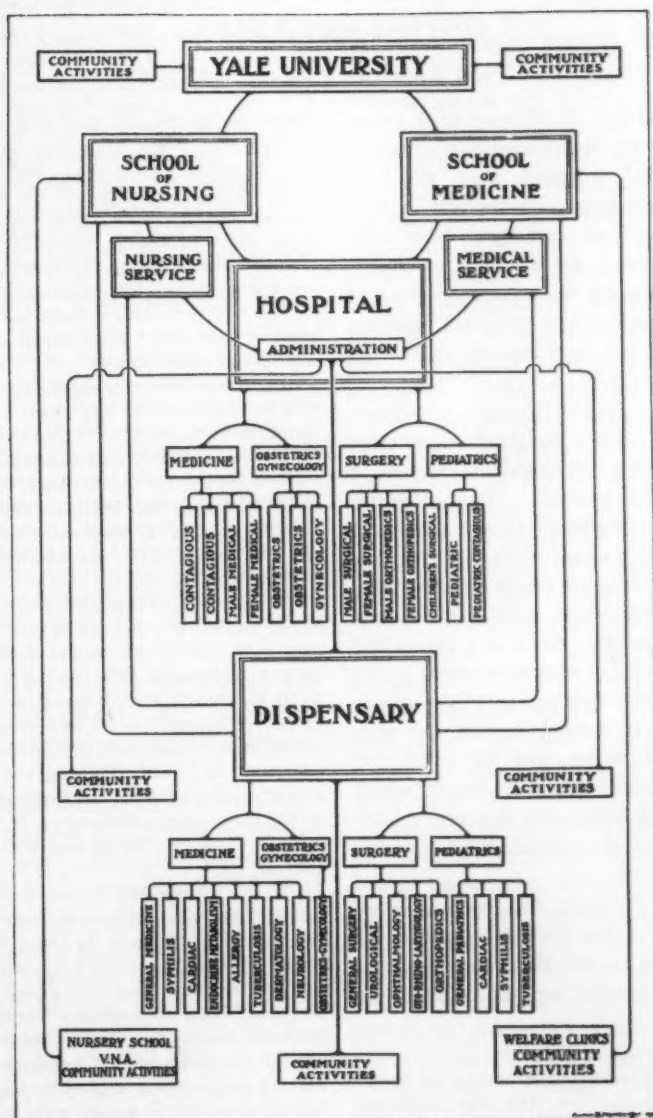 COMMUNITY
ACTIVITIES
YALE UNIVERSITY
COMMUNITY
ACTIVITIES
SCHOOL
OF
NURSING
SCHOOL
OF
MEDICINE
NURSING
SERVICE
MEDICAL
SERVICE
HOSPITAL
ADMINISTRATION
MEDICINE
OBSTETRICS
GYNECOLOGY
SURGERY
PEDIATRICS
CONTAGIOUS
CONTAGIOUS
MALE MEDICAL
FEMALE MEDICAL
OBSTETRICS
OBSTETRICS
GYNECOLOGY
MALE SURGICAL
FEMALE SURGICAL
MALE ORTHOPEDICS
FEMALE ORTHOPEDICS
CHILDREN'S SURGICAL
PEDIATRIC
PEDIATRIC CONTAGIOUS
DISPENSARY
COMMUNITY
ACTIVITIES
COMMUNITY
ACTIVITIES
MEDICINE
OBSTETRICS
GYNECOLOGY
SURGERY
PEDIATRICS
GENERAL MEDICINE
SYPHILIS
CARDIAC
ENDOCRINE METABOLISM
ALLERGY
TUBERCULOSIS
DERMATOLOGY
NEUROLOGY
OBSTETRICS-GYNECOLOGY
GENERAL SURGERY
UROLOGICAL
OPHTHALMOLOGY
OTO-RHINO-LARYNGOLOGY
ORTHOPEDICS
GENERAL PEDIATRICS
CARDIAC
SYPHILIS
TUBERCULOSIS
NURSERY SCHOOL
V.N.A.
COMMUNITY ACTIVITIES
COMMUNITY
ACTIVITIES
WELFARE CLINICS
COMMUNITY
ACTIVITIES